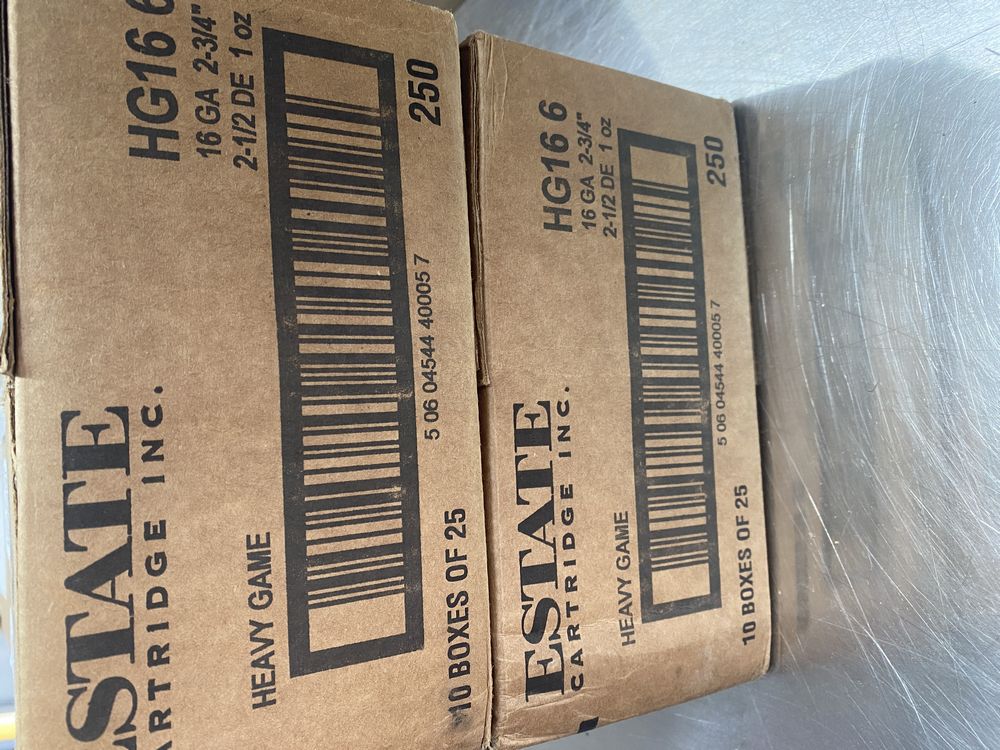 ESTATE
CARTRIDGE INC.
HG16 6
16 GA 2-3/4"
2-1/2 DE 1 oz
HEAVY GAME
5 06 04544 40005 7
10 BOXES OF 25
250
ESTATE
CARTRIDGE INC.
HG16 6
16 GA 2-3/4"
2-1/2 DE 1 oz
HEAVY GAME
5 06 04544 40005 7
10 BOXES OF 25
250